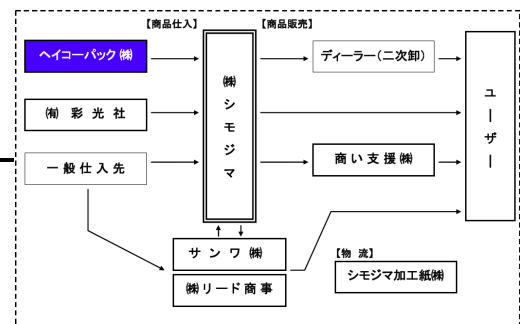 【商品仕入】
【商品販売】
ヘイコーパック㈱
㈲ 彩 光 社
一 般 仕 入 先
㈱シモジマ
ディーラー(二次卸)
商い支援㈱
ユーザー
サ ン ワ ㈱
㈱リード商事
【物 流】
シモジマ加工紙㈱